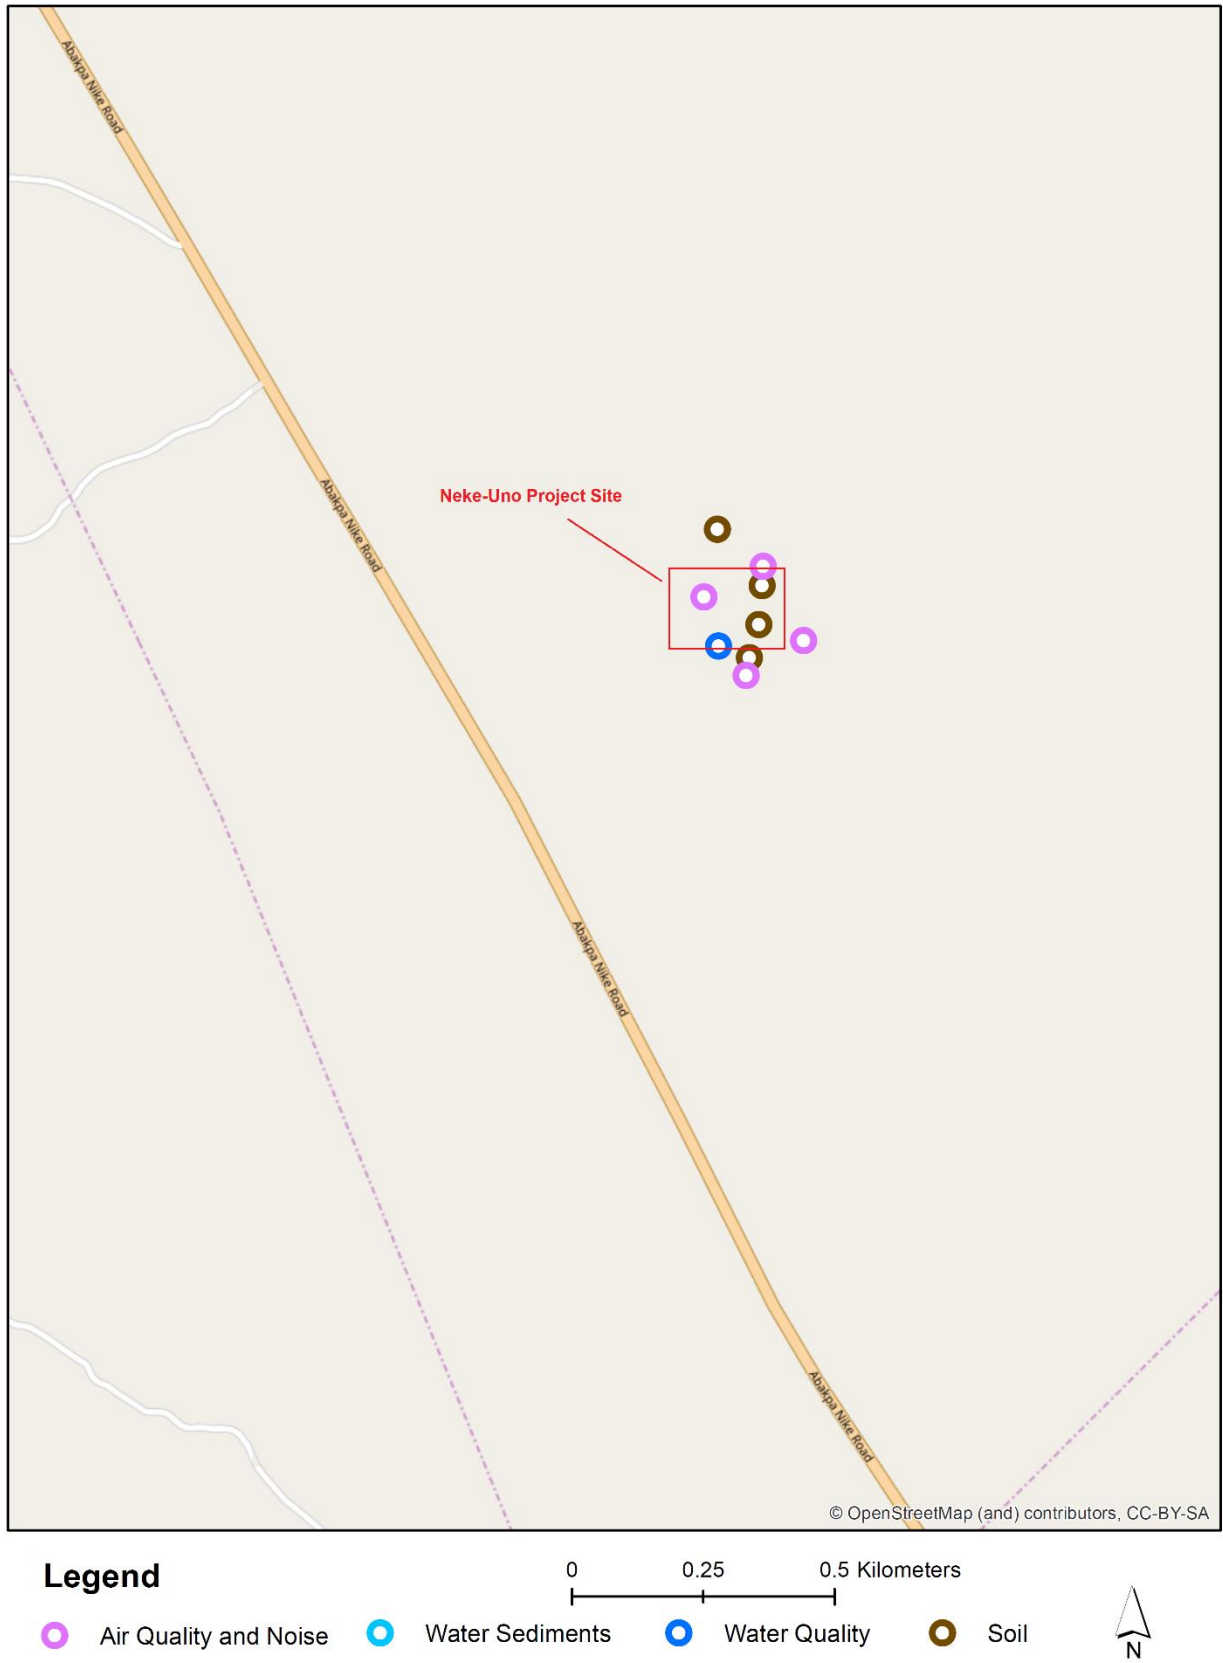 Abakpa Nike Road
Neke-Uno Project Site
Abakpa Nike Road
Abakpa Nike Road
Abakpa Nike Road
© OpenStreetMap (and) contributors, CC-BY-SA
Legend
0 0.25 0.5 Kilometers
Air Quality and Noise Water Sediments Water Quality Soil
N